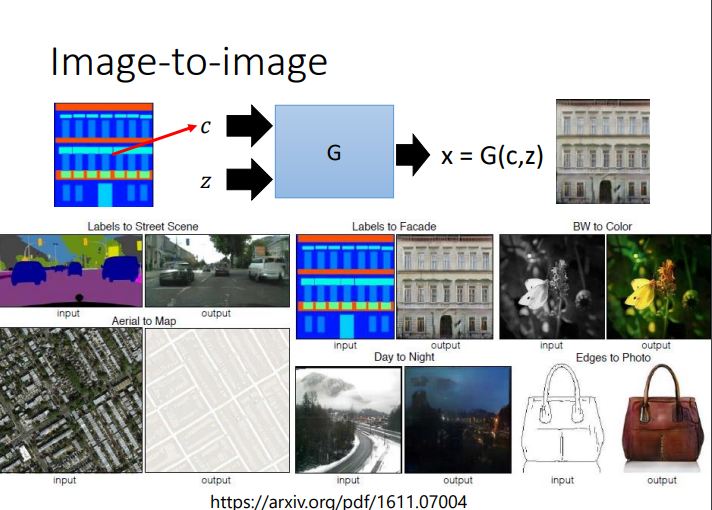 Image-to-image
c
z
G
x = G(c,z)
Labels to Street Scene
input
output
Aerial to Map
input
output
Labels to Facade
input
output
BW to Color
input
output
Day to Night
input
output
Edges to Photo
input
output
https://arxiv.org/pdf/1611.07004